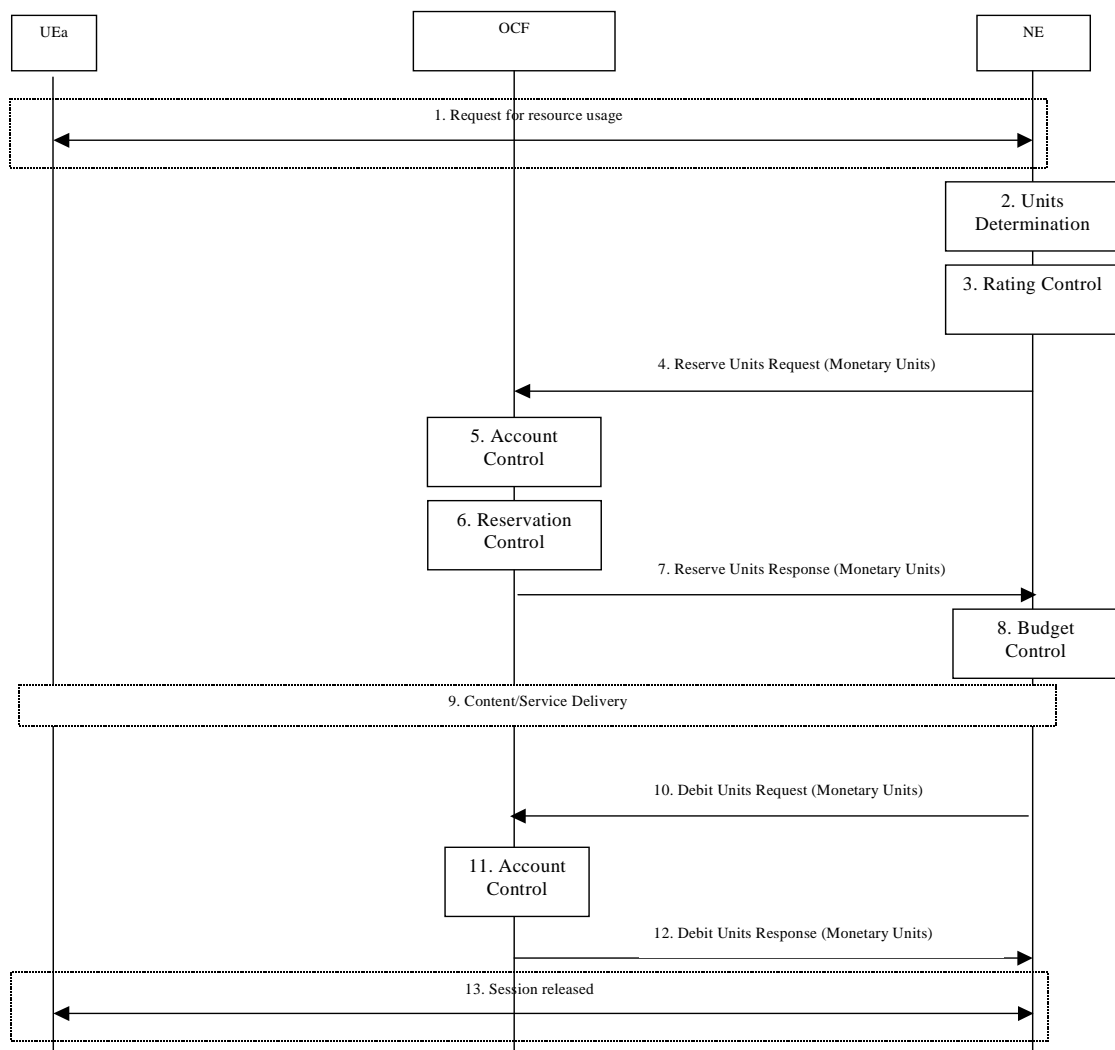 UEa
OCF
NE
1. Request for resource usage
2. Units
Determination
3. Rating Control
4. Reserve Units Request (Monetary Units)
5. Account
Control
6. Reservation
Control
7. Reserve Units Response (Monetary Units)
8. Budget
Control
9. Content/Service Delivery
10. Debit Units Request (Monetary Units)
11. Account
Control
12. Debit Units Response (Monetary Units)
13. Session released